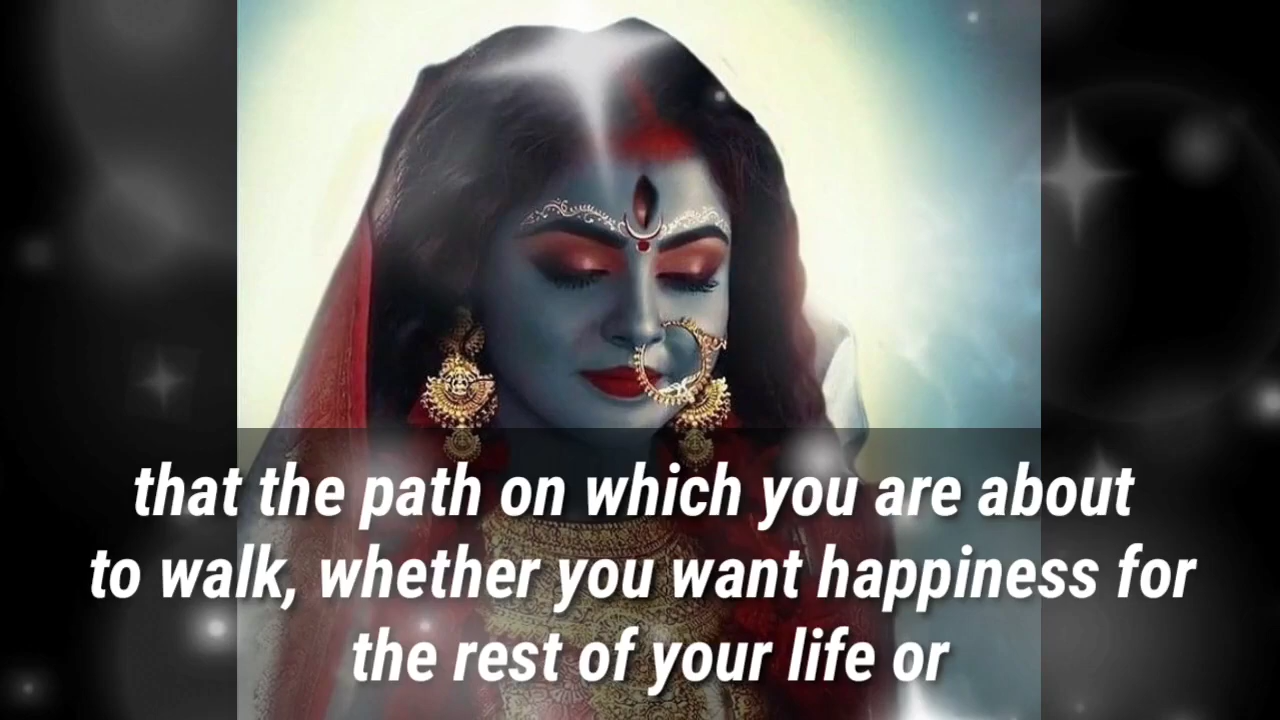 that the path on which you are about
to walk, whether you want happiness for
the rest of your life or